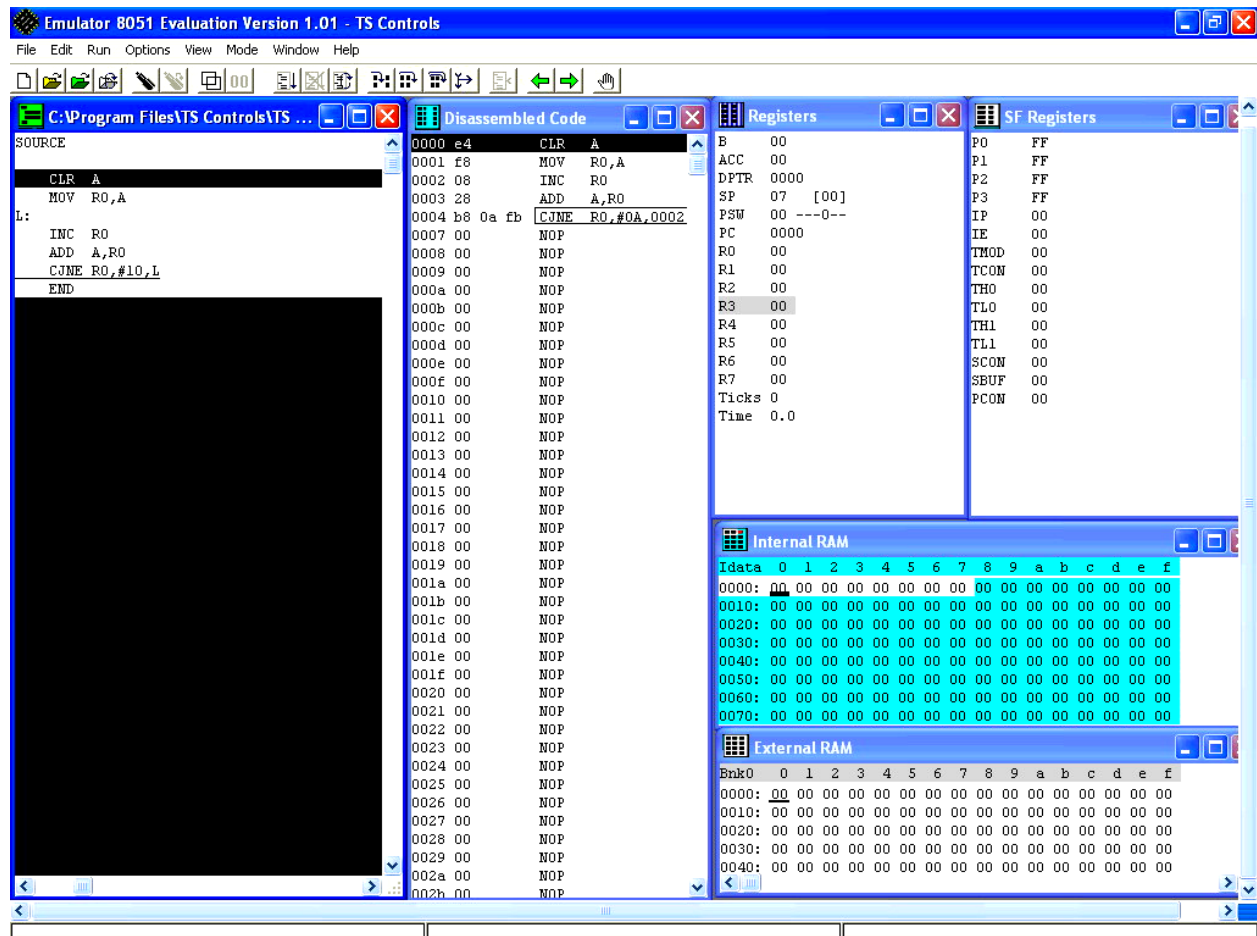 Emulator 8051 Evaluation Version 1.01 - TS Controls
File Edit Run Options View Mode Window Help
C:\Program Files\TS Controls\TS ...
SOURCE
CLR A
MOV R0,A
L:
INC R0
ADD A,R0
CJNE R0,#10,L
END
Disassembled Code
0000 e4 CLR A
0001 f8 MOV R0,A
0002 08 INC R0
0003 28 ADD A,R0
0004 b8 0a fb CJNE R0,#0A,0002
0007 00 NOP
0008 00 NOP
0009 00 NOP
000a 00 NOP
000b 00 NOP
000c 00 NOP
000d 00 NOP
000e 00 NOP
000f 00 NOP
0010 00 NOP
0011 00 NOP
0012 00 NOP
0013 00 NOP
0014 00 NOP
0015 00 NOP
0016 00 NOP
0017 00 NOP
0018 00 NOP
0019 00 NOP
001a 00 NOP
001b 00 NOP
001c 00 NOP
001d 00 NOP
001e 00 NOP
001f 00 NOP
0020 00 NOP
0021 00 NOP
0022 00 NOP
0023 00 NOP
0024 00 NOP
0025 00 NOP
0026 00 NOP
0027 00 NOP
0028 00 NOP
0029 00 NOP
002a 00 NOP
002b 00 NOP
Registers
B 00
ACC 00
DPTR 0000
SP 07 [00]
PSW 00 ---0--
PC 0000
R0 00
R1 00
R2 00
R3 00
R4 00
R5 00
R6 00
R7 00
Ticks 0
Time 0.0
SF Registers
P0 FF
P1 FF
P2 FF
P3 FF
IP 00
IE 00
TMOD 00
TCON 00
TH0 00
TL0 00
TH1 00
TL1 00
SCON 00
SBUF 00
PCON 00
Internal RAM
Idata 0 1 2 3 4 5 6 7 8 9 a b c d e f
0000: 00 00 00 00 00 00 00 00 00 00 00 00 00 00 00 00
0010: 00 00 00 00 00 00 00 00 00 00 00 00 00 00 00 00
0020: 00 00 00 00 00 00 00 00 00 00 00 00 00 00 00 00
0030: 00 00 00 00 00 00 00 00 00 00 00 00 00 00 00 00
0040: 00 00 00 00 00 00 00 00 00 00 00 00 00 00 00 00
0050: 00 00 00 00 00 00 00 00 00 00 00 00 00 00 00 00
0060: 00 00 00 00 00 00 00 00 00 00 00 00 00 00 00 00
0070: 00 00 00 00 00 00 00 00 00 00 00 00 00 00 00 00
External RAM
Bnk0 0 1 2 3 4 5 6 7 8 9 a b c d e f
0000: 00 00 00 00 00 00 00 00 00 00 00 00 00 00 00 00
0010: 00 00 00 00 00 00 00 00 00 00 00 00 00 00 00 00
0020: 00 00 00 00 00 00 00 00 00 00 00 00 00 00 00 00
0030: 00 00 00 00 00 00 00 00 00 00 00 00 00 00 00 00
0040: 00 00 00 00 00 00 00 00 00 00 00 00 00 00 00 00